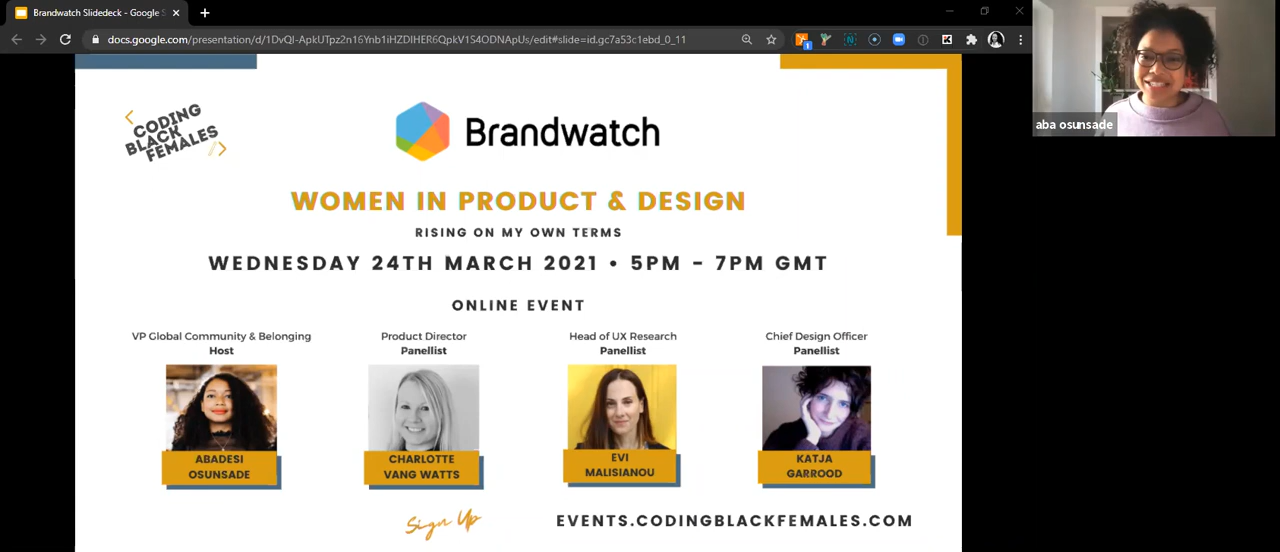 Brandwatch Slidedeck - Google S
docs.google.com/presentation/d/1DvQI-ApkUTpz2n16Ynb1iHZDIHER6QpkV1S4ODNApUs/edit#slide=id.gc7a53c1ebd_0_11
aba osunsade
CODING
BLACK
FEMALES
Brandwatch
WOMEN IN PRODUCT & DESIGN
RISING ON MY OWN TERMS
WEDNESDAY 24TH MARCH 2021 • 5PM - 7PM GMT
ONLINE EVENT
VP Global Community & Belonging
Host
ABADESI
OSUNSADE
Product Director
Panellist
CHARLOTTE
VANG WATTS
Head of UX Research
Panellist
EVI
MALISIANOU
Chief Design Officer
Panellist
KATJA
GARROOD
Sign Up
EVENTS.CODINGBLACKFEMALES.COM